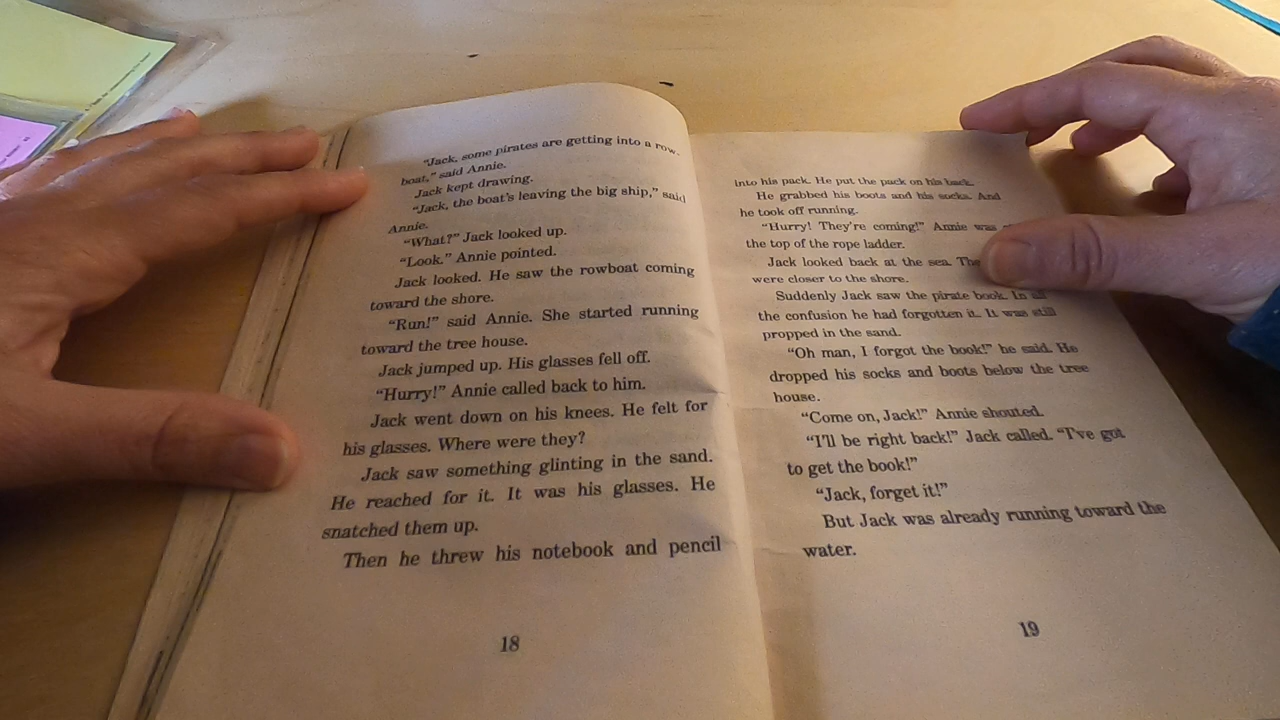 "Jack, some pirates are getting into a row-
boat," said Annie.
Jack kept drawing.
"Jack, the boat's leaving the big ship," said
Annie.
"What?" Jack looked up.
"Look." Annie pointed.
Jack looked. He saw the rowboat coming
toward the shore.
"Run!" said Annie. She started running
toward the tree house.
Jack jumped up. His glasses fell off.
"Hurry!" Annie called back to him.
Jack went down on his knees. He felt for
his glasses. Where were they?
Jack saw something glinting in the sand.
He reached for it. It was his glasses. He
snatched them up.
Then he threw his notebook and pencil
18
into his pack. He put the pack on his back.
He grabbed his boots and his socks. And
he took off running.
"Hurry! They're coming!" Annie was
the top of the rope ladder.
Jack looked back at the sea. The
were closer to the shore.
Suddenly Jack saw the pirate book. In all
the confusion he had forgotten it. It was still
propped in the sand.
"Oh man, I forgot the book!" he said. He
dropped his socks and boots below the tree
house.
"Come on, Jack!" Annie shouted.
"I'll be right back!" Jack called. "I've got
to get the book!"
"Jack, forget it!"
But Jack was already running toward the
water.
19